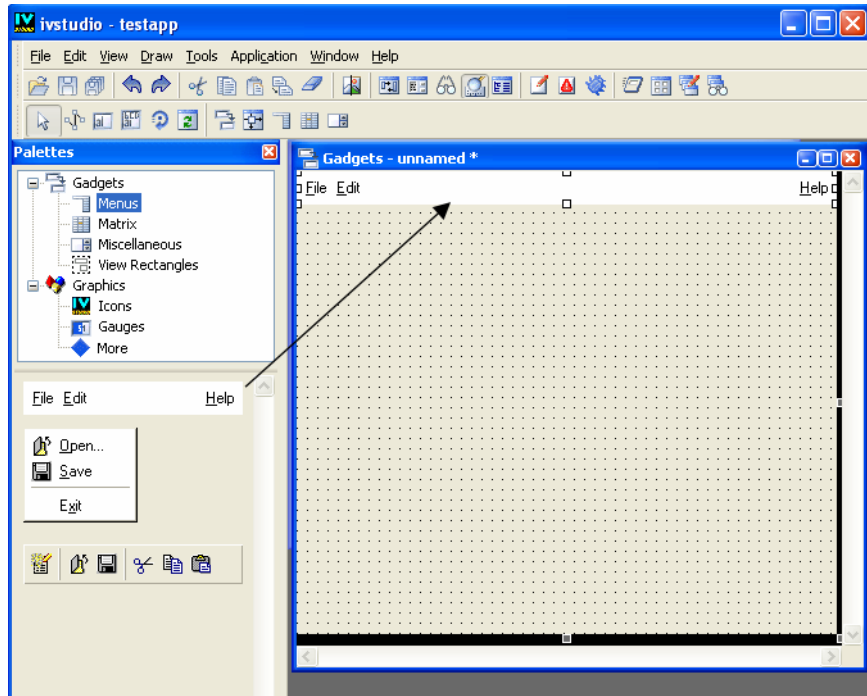 ivstudio - testapp
File Edit View Draw Tools Application Window Help
Palettes
Gadgets
Menus
Matrix
Miscellaneous
View Rectangles
Graphics
Icons
Gauges
More
File Edit Help
Open...
Save
Exit
Gadgets - unnamed *
File Edit Help